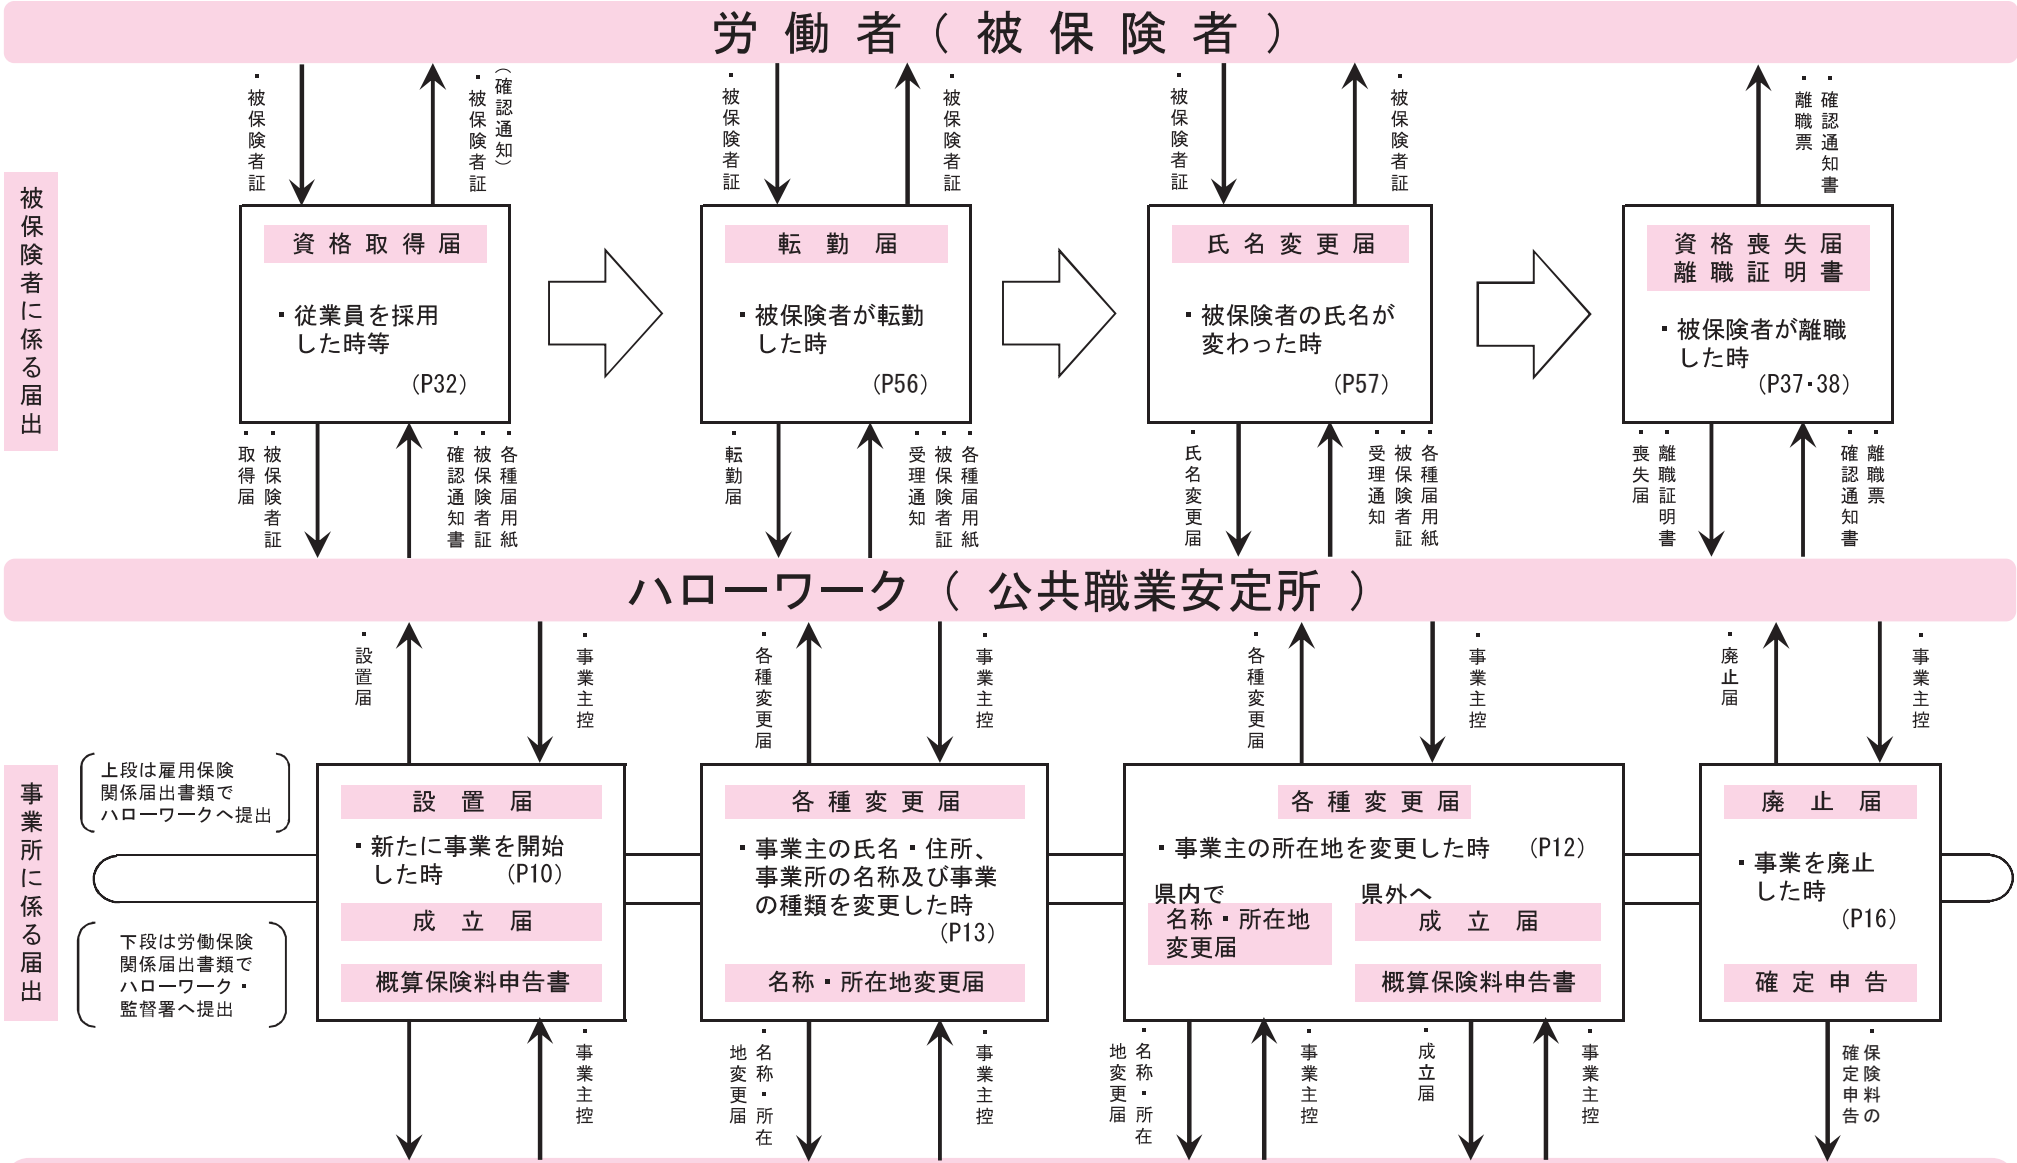 労働者（被保険者）
・被保険者証
・被保険者証
（確認通知）
・被保険者証
・被保険者証
・被保険者証
・被保険者証
・離職票
・確認通知書
被保険者に係る届出
資格取得届
・従業員を採用
した時等
（P32）
転勤届
・被保険者が転勤
した時
（P56）
氏名変更届
・被保険者の氏名が
変わった時
（P57）
資格喪失届
離職証明書
・被保険者が離職
した時
（P37・38）
・取得届
・被保険者証
・確認通知書
・被保険者証
・各種届用紙
・転勤届
・受理通知
・被保険者証
・各種届用紙
・氏名変更届
・受理通知
・被保険者証
・各種届用紙
・喪失届
・離職証明書
・確認通知書
・離職票
ハローワーク（公共職業安定所）
・設置届
・事業主控
・各種変更届
・事業主控
・各種変更届
・事業主控
・廃止届
・事業主控
事業所に係る届出
上段は雇用保険
関係届出書類で
ハローワークへ提出
下段は労働保険
関係届出書類で
ハローワーク・
監督署へ提出
設置届
・新たに事業を開始
した時　（P10）
成立届
概算保険料申告書
各種変更届
・事業主の氏名・住所、
事業所の名称及び事業
の種類を変更した時
（P13）
名称・所在地変更届
各種変更届
・事業主の所在地を変更した時　（P12）
県内で
名称・所在地
変更届
県外へ
成立届
概算保険料申告書
廃止届
・事業を廃止
した時
（P16）
確定申告
・事業主控
・名称・所在
地変更届
・事業主控
・名称・所在
地変更届
・事業主控
・成立届
・事業主控
・保険料の
確定申告